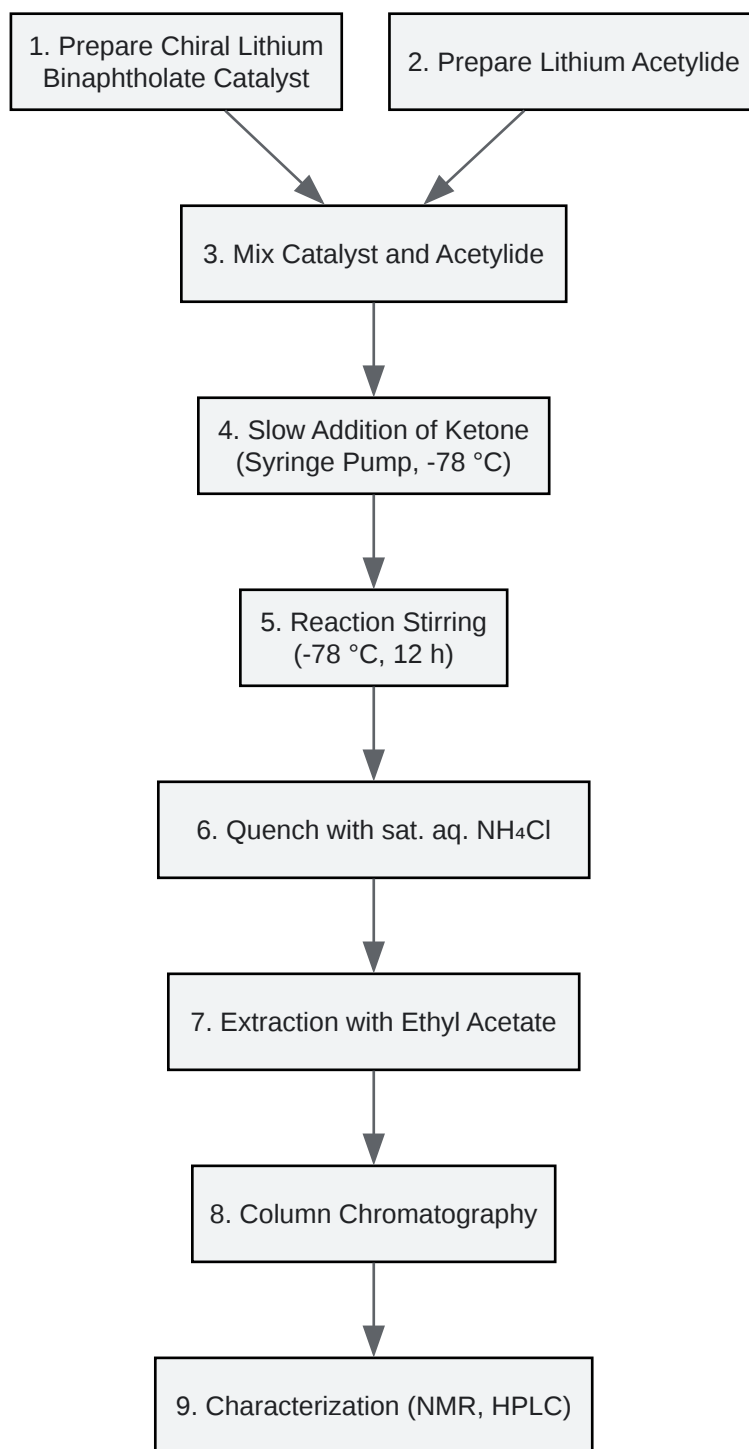 1. Prepare Chiral Lithium
Binaphtholate Catalyst
2. Prepare Lithium Acetylide
3. Mix Catalyst and Acetylide
4. Slow Addition of Ketone
(Syringe Pump, -78 °C)
5. Reaction Stirring
(-78 °C, 12 h)
6. Quench with sat. aq. NH₄Cl
7. Extraction with Ethyl Acetate
8. Column Chromatography
9. Characterization (NMR, HPLC)